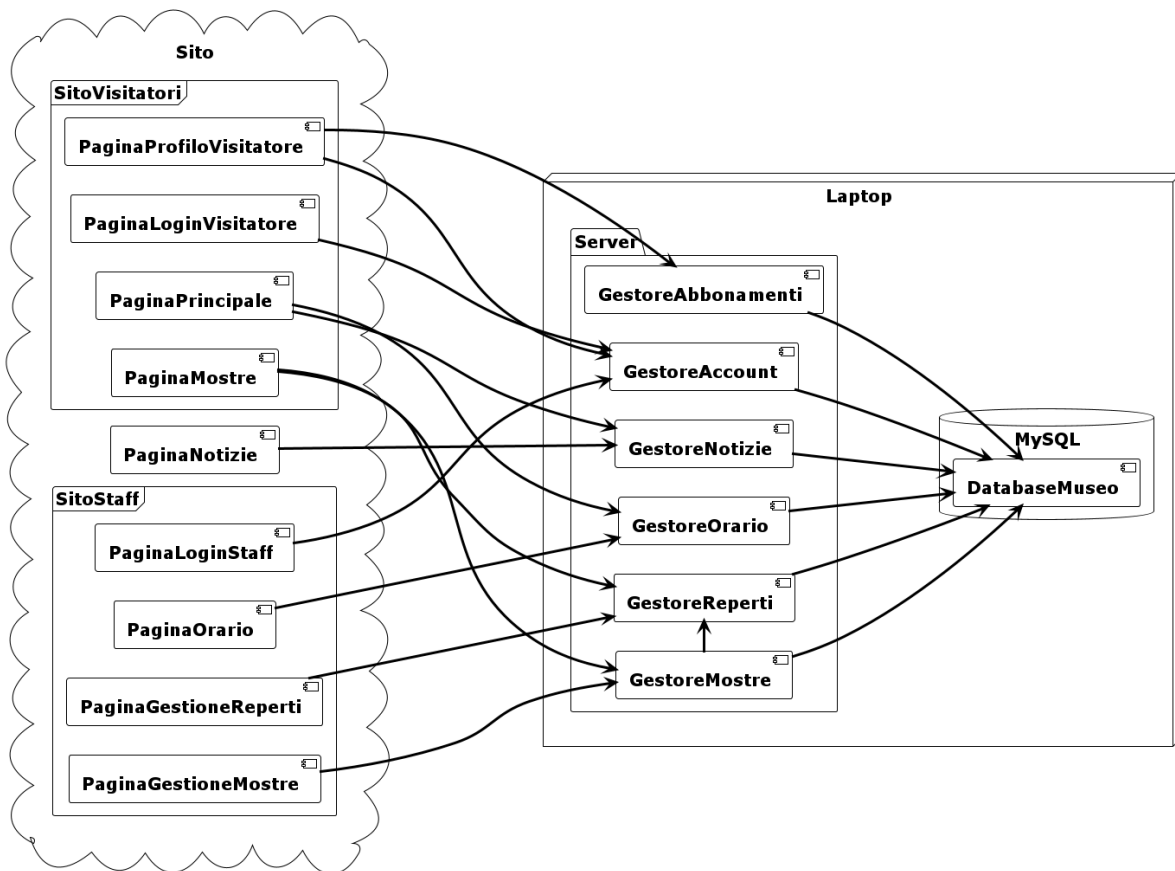 Sito
SitoVisitatori
PaginaProfiloVisitatore
PaginaLoginVisitatore
PaginaPrincipale
PaginaMostre
PaginaNotizie
SitoStaff
PaginaLoginStaff
PaginaOrario
PaginaGestioneReperti
PaginaGestioneMostre
Laptop
Server
GestoreAbbonamenti
GestoreAccount
GestoreNotizie
GestoreOrario
GestoreReperti
GestoreMostre
MySQL
DatabaseMuseo